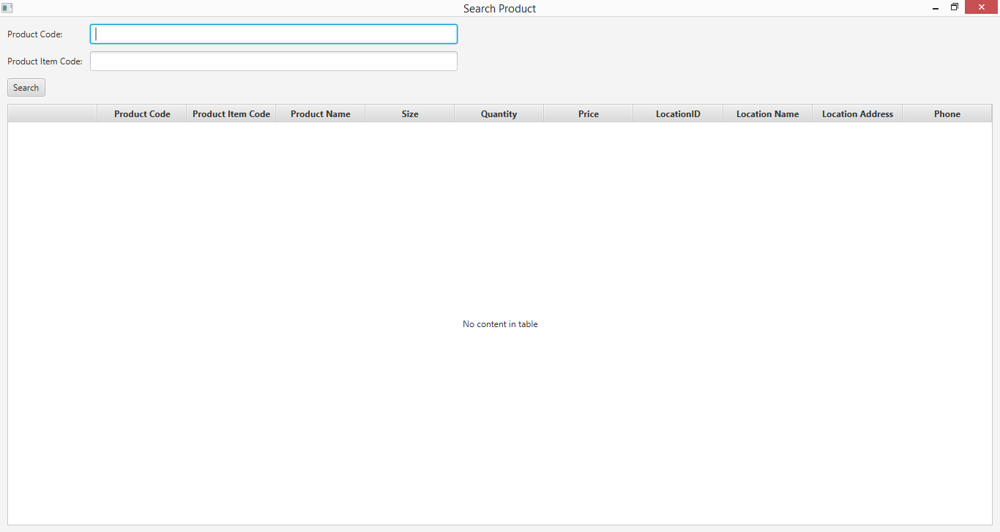 Search Product
Product Code:
Product Item Code:
Search
Product Code Product Item Code Product Name Size Quantity Price LocationID Location Name Location Address Phone
No content in table